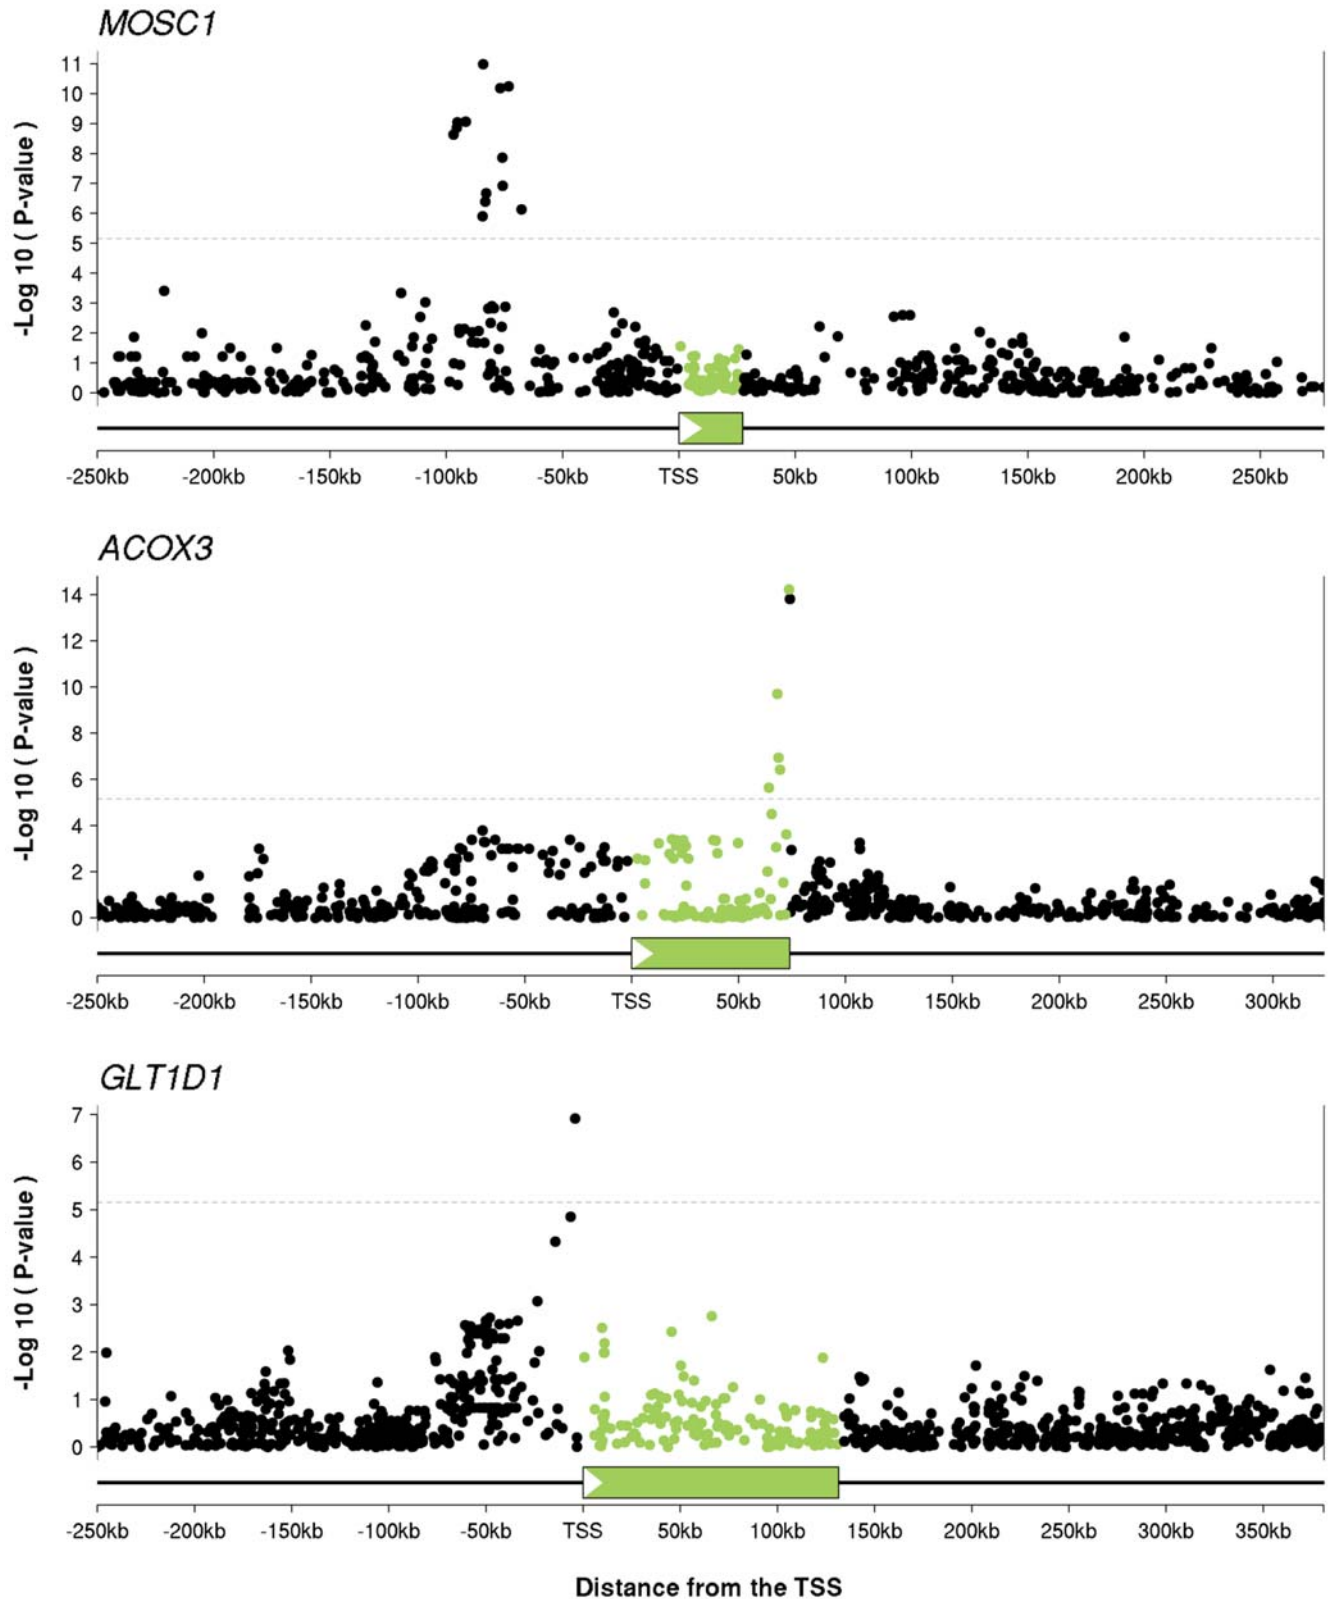 MOSC1
-Log 10 ( P-value )
11
10
9
8
7
6
5
4
3
2
1
0
-250kb -200kb -150kb -100kb -50kb TSS 50kb 100kb 150kb 200kb 250kb
ACOX3
-Log 10 ( P-value )
14
12
10
8
6
4
2
0
-250kb -200kb -150kb -100kb -50kb TSS 50kb 100kb 150kb 200kb 250kb 300kb
GLT1D1
-Log 10 ( P-value )
7
6
5
4
3
2
1
0
-250kb -200kb -150kb -100kb -50kb TSS 50kb 100kb 150kb 200kb 250kb 300kb 350kb
Distance from the TSS